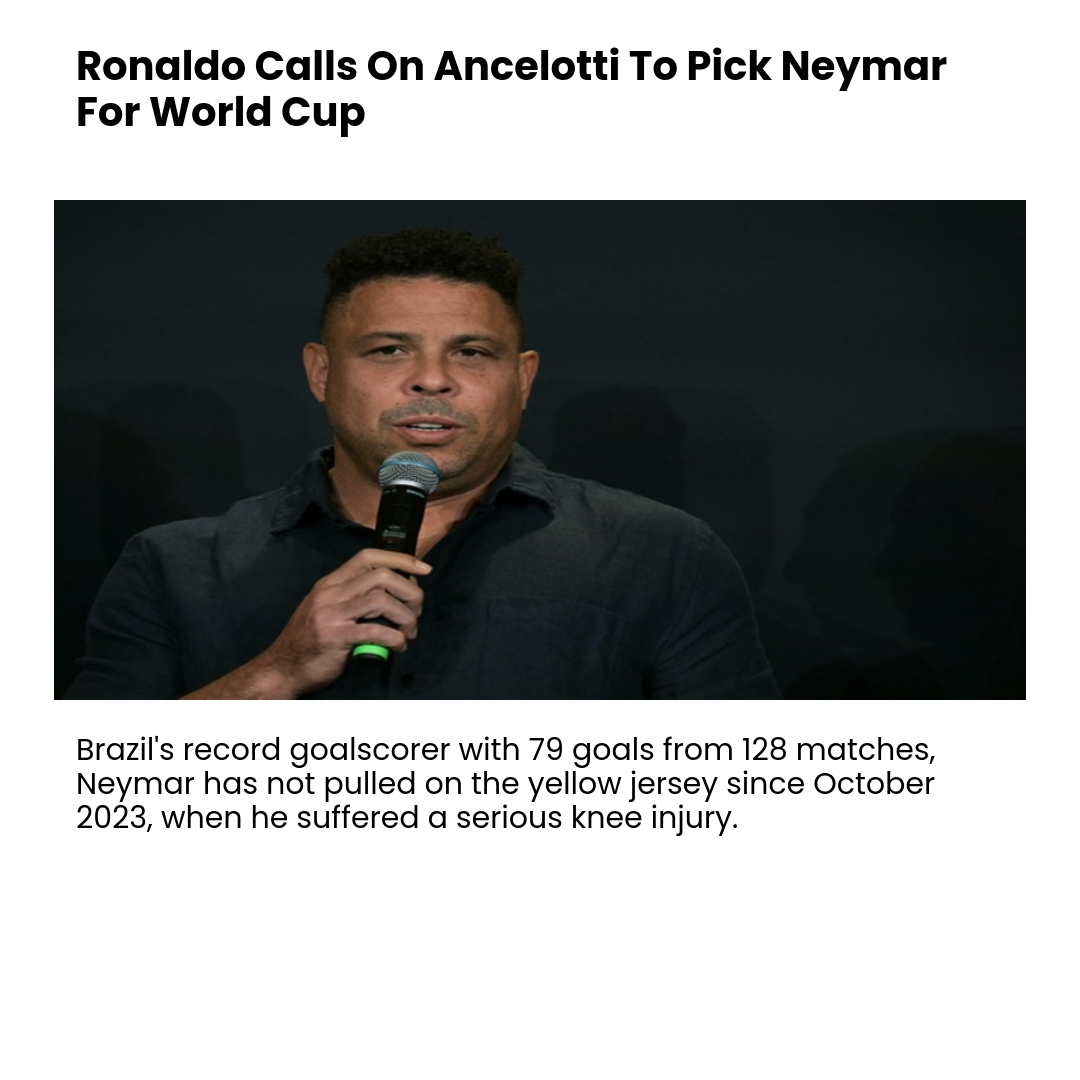 Ronaldo Calls On Ancelotti To Pick Neymar
For World Cup
Brazil's record goalscorer with 79 goals from 128 matches,
Neymar has not pulled on the yellow jersey since October
2023, when he suffered a serious knee injury.